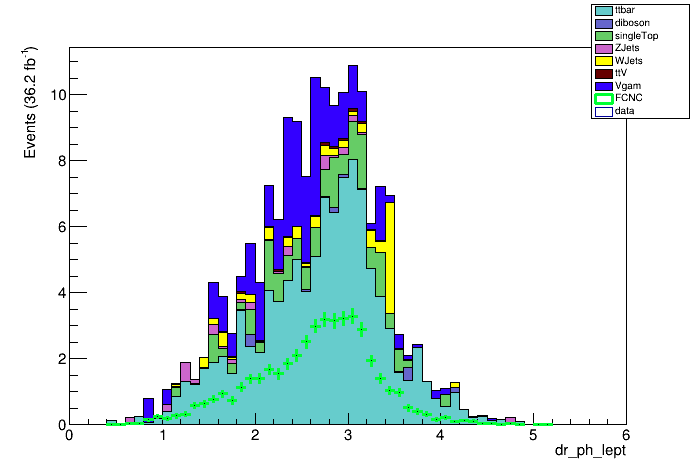 ttbar
diboson
singleTop
ZJets
WJets
ttV
Vgam
FCNC
data
Events (36.2 fb⁻¹)
10
8
6
4
2
0
0 1 2 3 4 5 6
dr_ph_lept